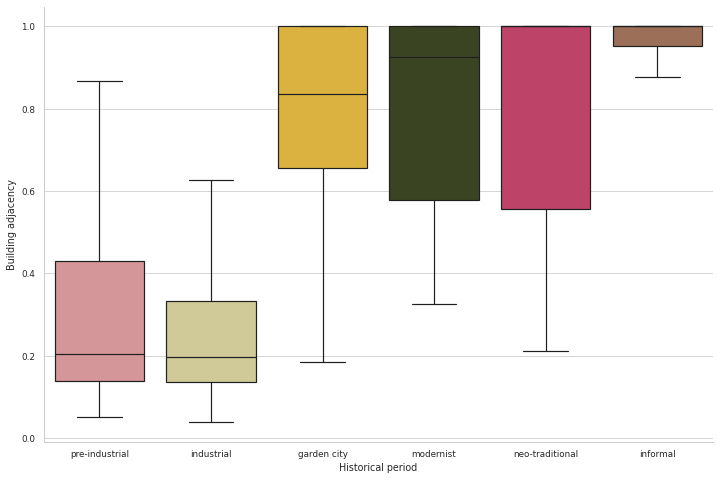 1.0
0.8
0.6
0.4
0.2
0.0
Building adjacency
pre-industrial industrial garden city modernist neo-traditional informal
Historical period